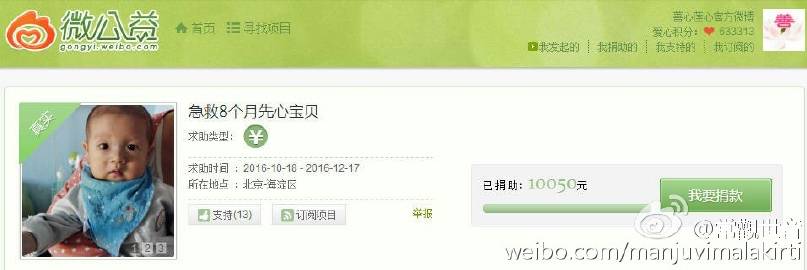 微公益
gongyi.weibo.com
首页 寻找项目
善心莲心官方微博
爱心积分: 633313
我发起的 我捐助的 我支持的 我订阅的
善
真实
急救8个月先心宝贝
求助类型: ¥
求助时间 : 2016-10-18 - 2016-12-17
所在地点 : 北京-海淀区
支持(13) 订阅项目 举报
1 2 3
已捐助: 10050元
我要捐款
@常觀世音
weibo.com/manjuvimalakirti